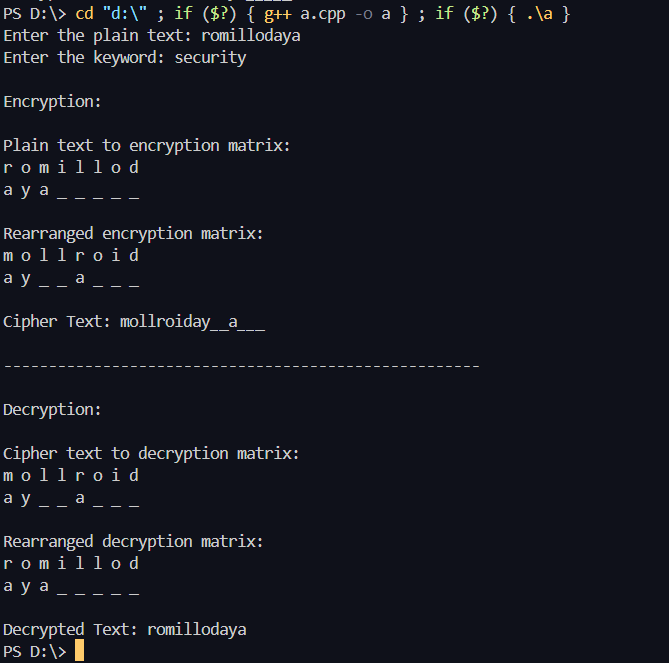 PS D:\> cd "d:\" ; if ($?) { g++ a.cpp -o a } ; if ($?) { .\a }
Enter the plain text: romillodaya
Enter the keyword: security
Encryption:
Plain text to encryption matrix:
r o m i l l o d
a y a _ _ _ _ _
Rearranged encryption matrix:
m o l l r o i d
a y _ _ a _ _ _
Cipher Text: mollroiday__a___
-----------------------------------------------------
Decryption:
Cipher text to decryption matrix:
m o l l r o i d
a y _ _ a _ _ _
Rearranged decryption matrix:
r o m i l l o d
a y a _ _ _ _ _
Decrypted Text: romillodaya
PS D:\>